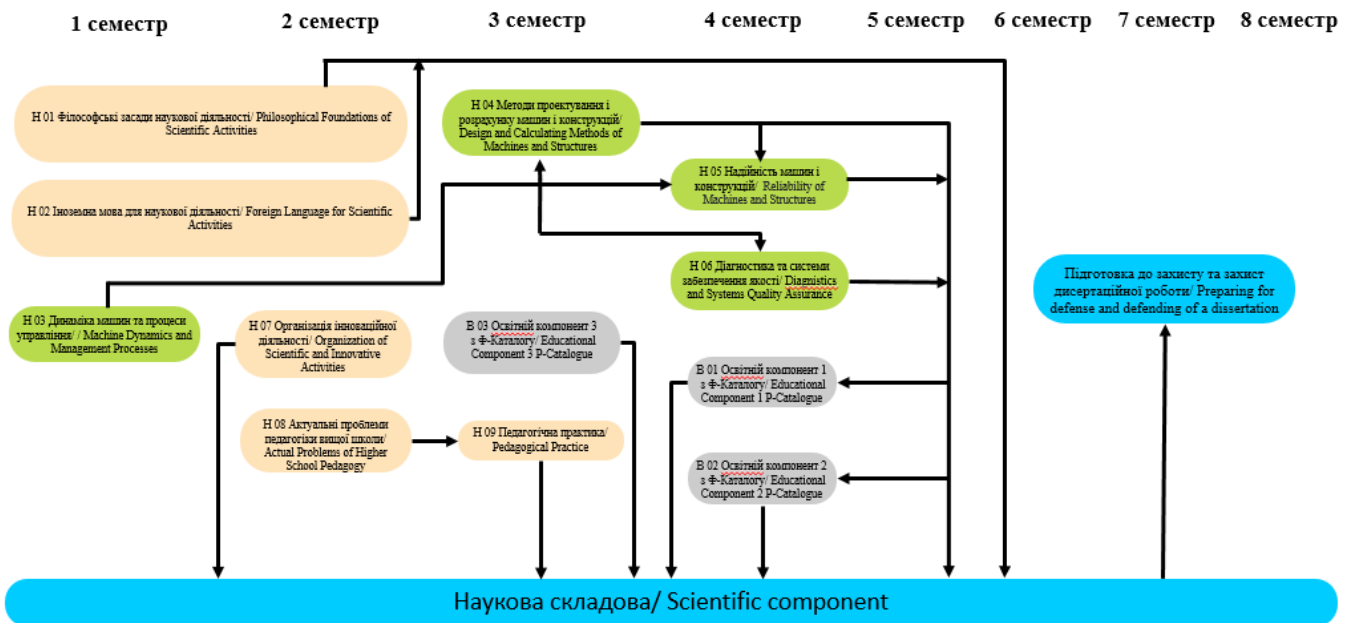 1 семестр
2 семестр
3 семестр
4 семестр
5 семестр
6 семестр
7 семестр
8 семестр
Н 01 Філософські засади наукової діяльності/ Philosophical Foundations of
Scientific Activities
Н 02 Іноземна мова для наукової діяльності/ Foreign Language for Scientific
Activities
Н 03 Динаміка машин та процеси
управління/ / Machine Dynamics and
Management Processes
Н 07 Організація інноваційної
діяльності/ Organization of
Scientific and Innovative
Activities
Н 08 Актуальні проблеми
педагогіки вищої школи/
Actual Problems of Higher
School Pedagogy
Н 04 Методи проектування і
розрахунку машин і конструкцій/
Design and Calculating Methods of
Machines and Structures
В 03 Освітній компонент 3
з Ф-Каталогу/ Educational
Component 3 P-Catalogue
Н 09 Педагогічна практика/
Pedagogical Practice
Н 05 Надійність машин і
конструкцій/ Reliability of
Machines and Structures
Н 06 Діагностика та системи
забезпечення якості/ Diagnistics
and Systems Quality Assurance
В 01 Освітній компонент 1
з Ф-Каталогу/ Educational
Component 1 P-Catalogue
В 02 Освітній компонент 2
з Ф-Каталогу/ Educational
Component 2 P-Catalogue
Підготовка до захисту та захист
дисертаційної роботи/ Preparing for
defense and defending of a dissertation
Наукова складова/ Scientific component